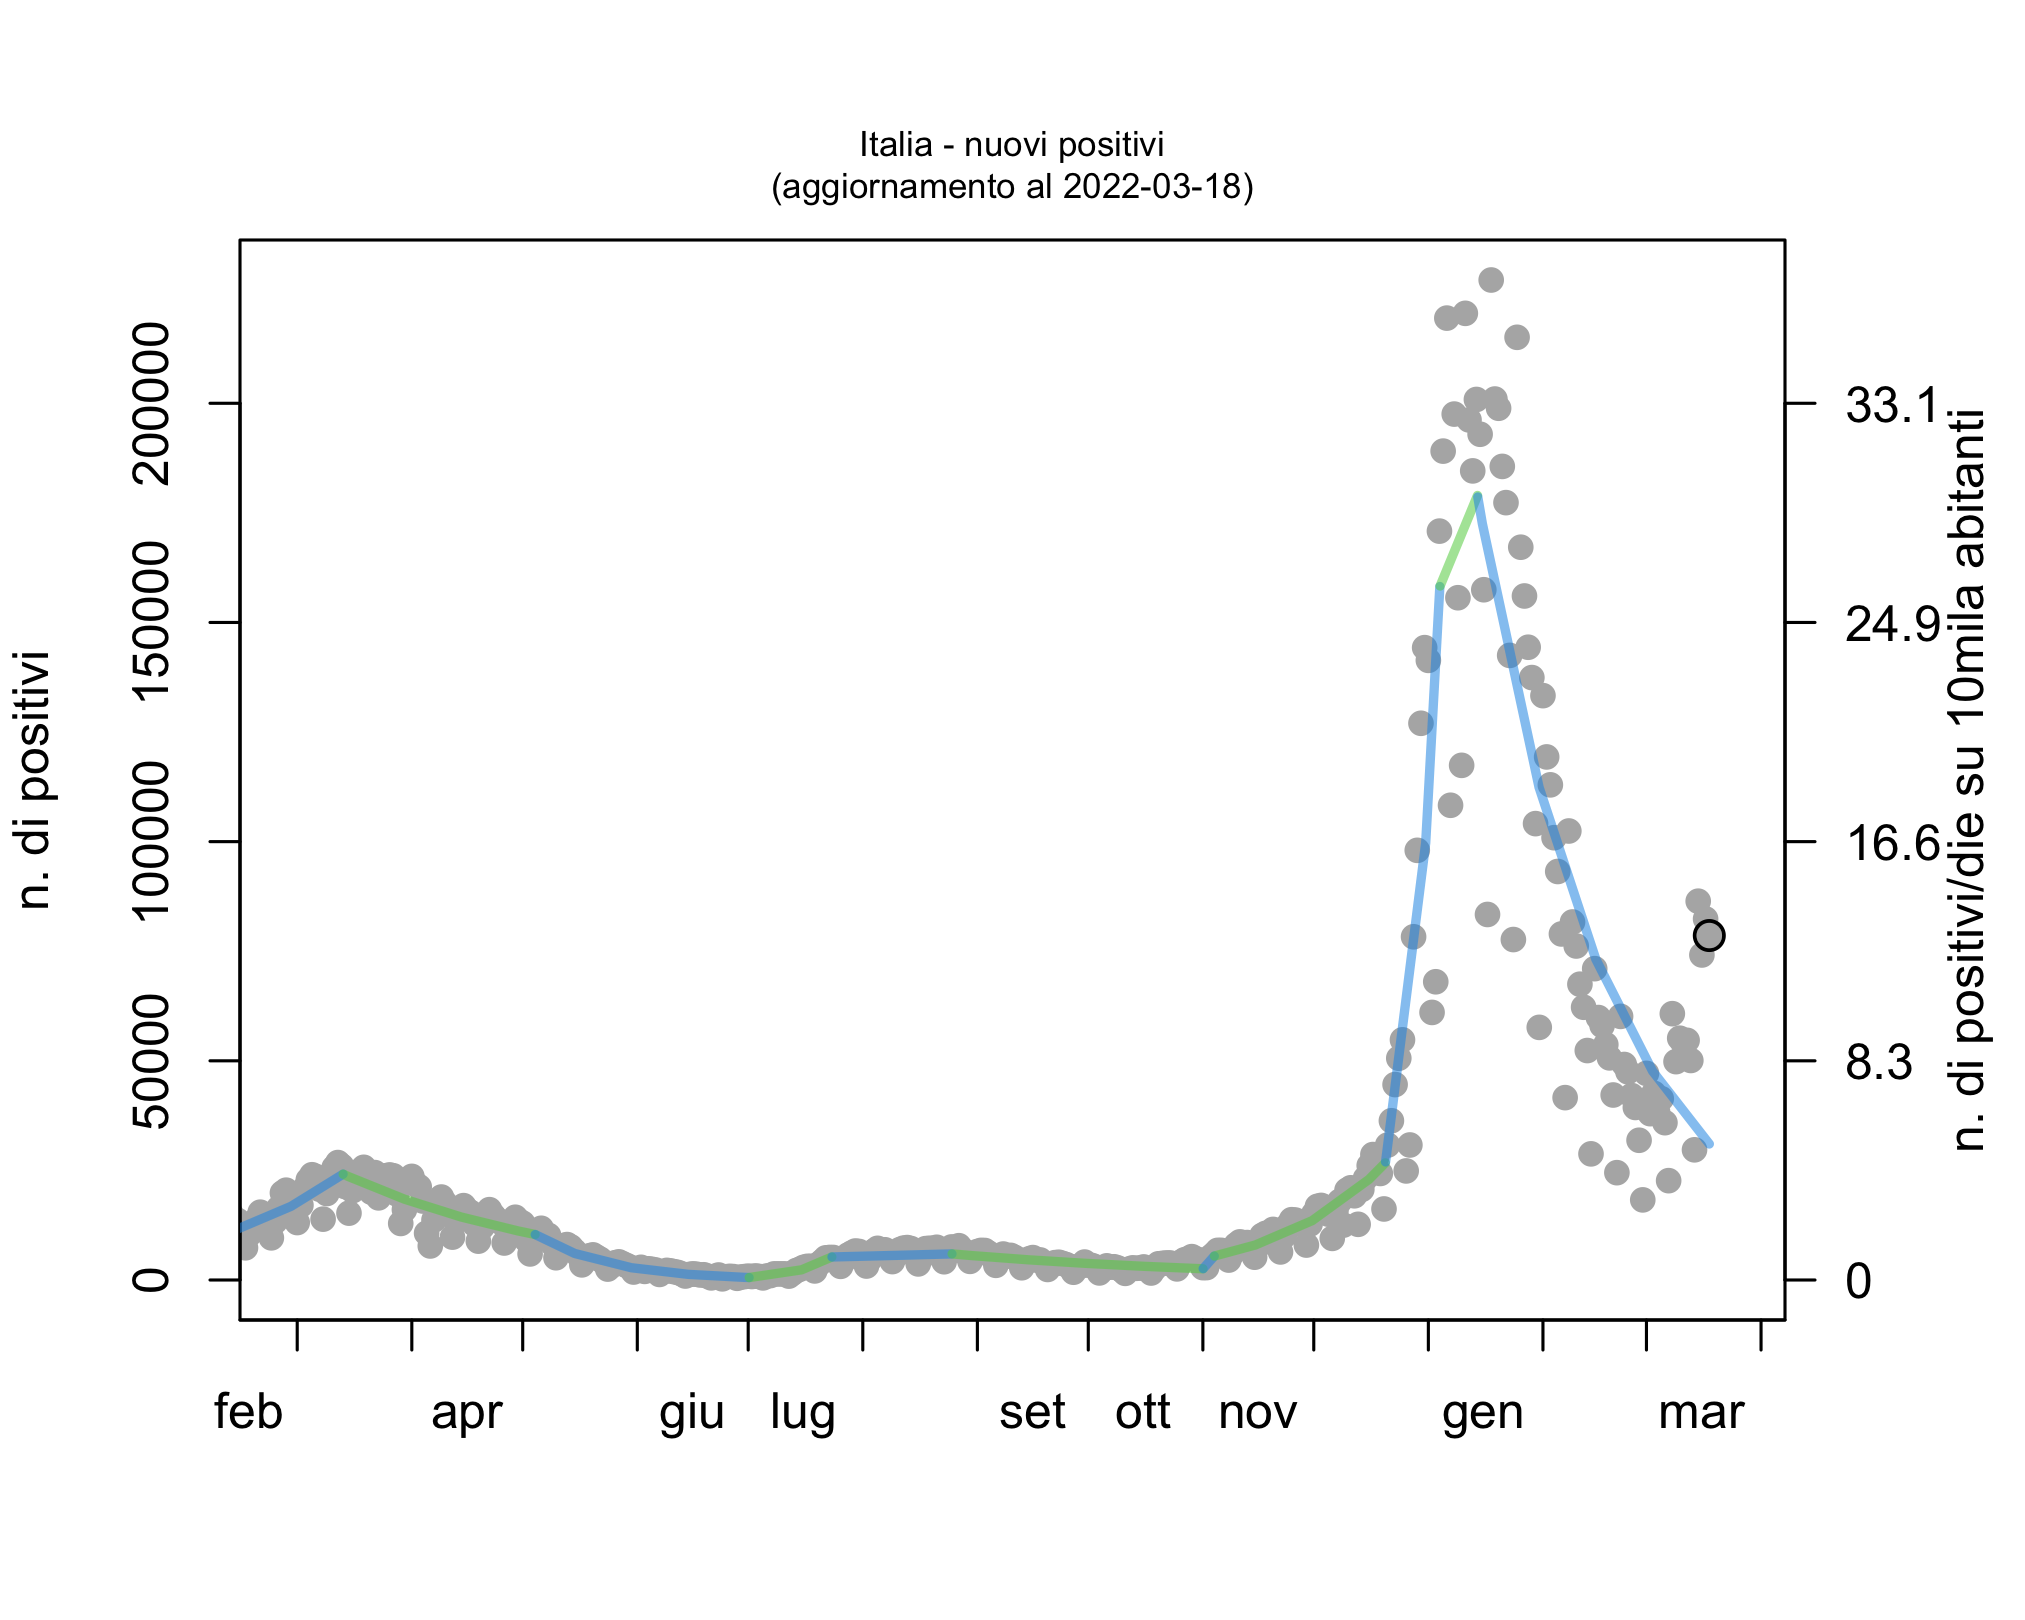 Italia - nuovi positivi
(aggiornamento al 2022-03-18)
n. di positivi
200000
150000
100000
50000
0
33.1
24.9
16.6
8.3
0
n. di positivi/die su 10mila abitanti
feb apr giu lug set ott nov gen mar